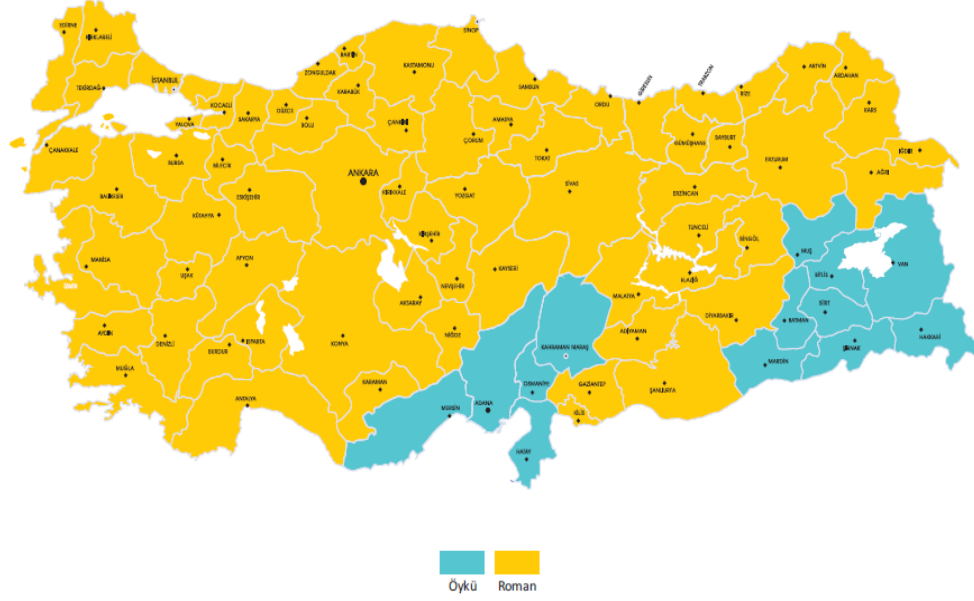 EDİRNE
KIRKLARELİ
TEKİRDAĞ
İSTANBUL
KOCAELİ
YALOVA
SAKARYA
DÜZCE
BOLU
ZONGULDAK
BARTIN
KARABÜK
KASTAMONU
SİNOP
ÇANKIRI
SAMSUN
AMASYA
ÇORUM
TOKAT
ORDU
GİRESUN
TRABZON
RİZE
ARTVİN
ARDAHAN
KARS
IĞDIR
AĞRI
GÜMÜŞHANE
BAYBURT
ERZURUM
ERZİNCAN
ÇANAKKALE
BURSA
BİLECİK
BALIKESİR
ESKİŞEHİR
KÜTAHYA
ANKARA
KIRIKKALE
YOZGAT
SİVAS
KIRŞEHİR
TUNCELİ
BİNGÖL
MUŞ
VAN
BİTLİS
MANİSA
UŞAK
AFYON
AKSARAY
NEVŞEHİR
KAYSERİ
MALATYA
ELAZIĞ
DİYARBAKIR
BATMAN
SİİRT
ŞIRNAK
HAKKARİ
MARDİN
AYDIN
DENİZLİ
BURDUR
ISPARTA
KONYA
NİĞDE
KAHRAMAN MARAŞ
ADIYAMAN
MUĞLA
ANTALYA
KARAMAN
MERSİN
ADANA
OSMANİYE
GAZİANTEP
ŞANLIURFA
KİLİS
HATAY
Öykü Roman